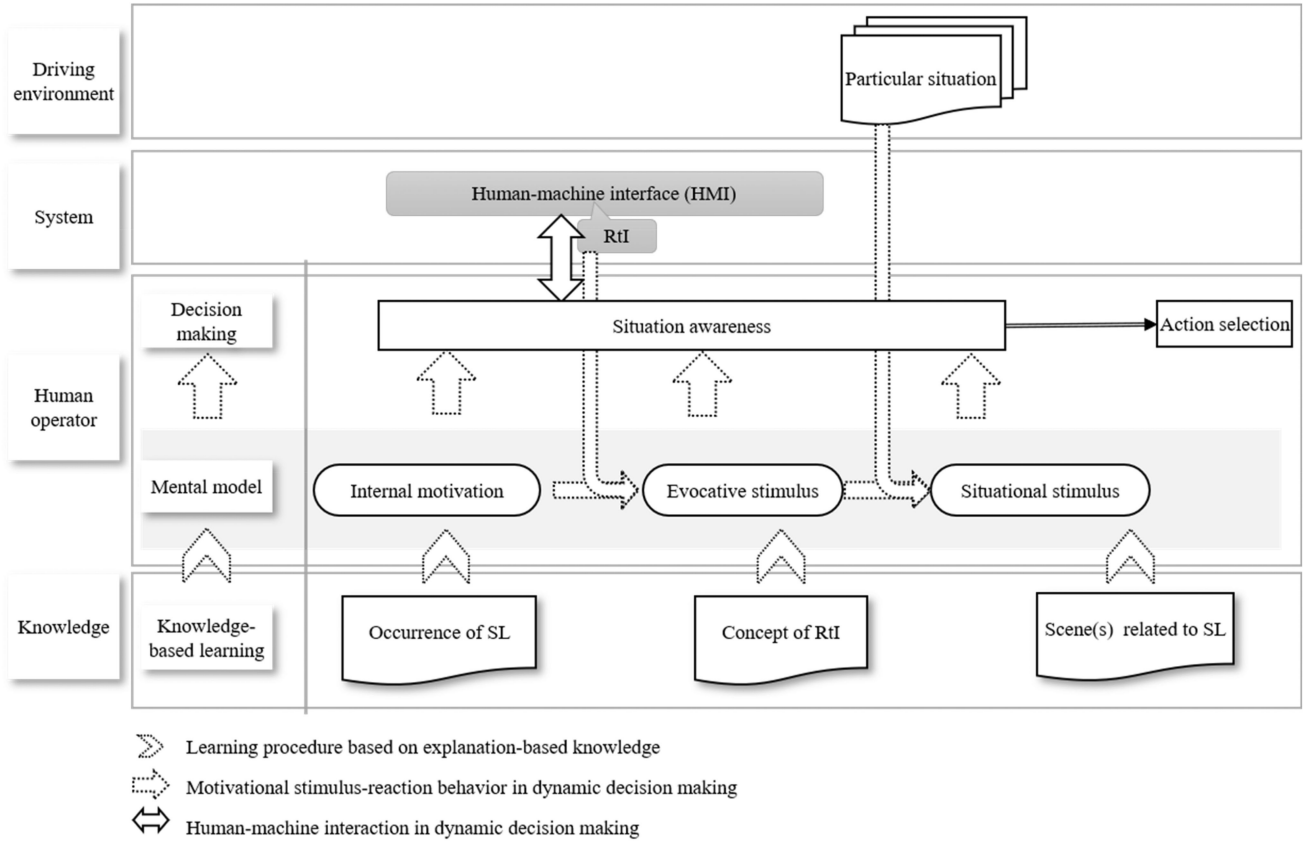 Driving
environment
Particular situation
System
Human-machine interface (HMI)
RtI
Human
operator
Decision
making
Situation awareness
Action selection
Mental model
Internal motivation
Evocative stimulus
Situational stimulus
Knowledge
Knowledge-
based learning
Occurrence of SL
Concept of RtI
Scene(s) related to SL
Learning procedure based on explanation-based knowledge
Motivational stimulus-reaction behavior in dynamic decision making
Human-machine interaction in dynamic decision making